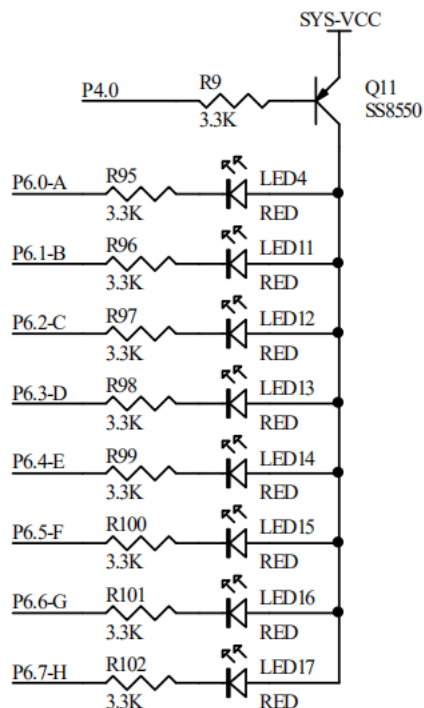 SYS-VCC
P4.0 R9 Q11
3.3K SS8550
P6.0-A R95 LED4
3.3K RED
P6.1-B R96 LED11
3.3K RED
P6.2-C R97 LED12
3.3K RED
P6.3-D R98 LED13
3.3K RED
P6.4-E R99 LED14
3.3K RED
P6.5-F R100 LED15
3.3K RED
P6.6-G R101 LED16
3.3K RED
P6.7-H R102 LED17
3.3K RED